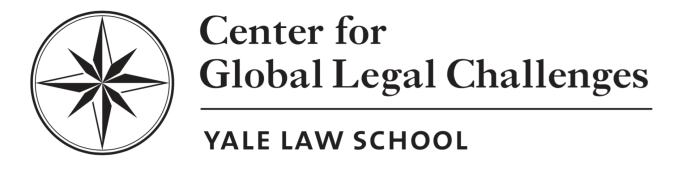 Center for
Global Legal Challenges
YALE LAW SCHOOL